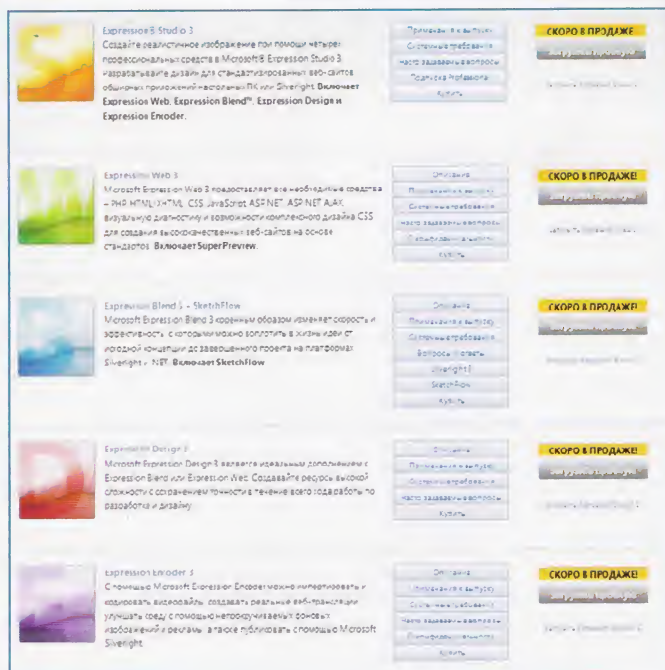 Expression® Studio 3
Создайте реалистичное изображение при помощи четырех
профессиональных средств в Microsoft® Expression Studio 3.
Разрабатывайте дизайн для стандартизированных веб-сайтов
обширных приложений настольных ПК или Silverlight. Включает
Expression Web, Expression Blend™, Expression Design и
Expression Encoder.
Примечания к выпуску
Системные требования
Часто задаваемые вопросы
Подписка Professional
Купить
СКОРО В ПРОДАЖЕ!
Expression Web 3
Microsoft Expression Web 3 предоставляет все необходимые средства
– PHP, HTML/XHTML, CSS, JavaScript, ASP.NET, ASP.NET AJAX,
визуальную диагностику и возможности комплексного дизайна CSS
для создания высококачественных веб-сайтов на основе
стандартов. Включает SuperPreview.
Описание
Примечания к выпуску
Системные требования
Часто задаваемые вопросы
Купить
СКОРО В ПРОДАЖЕ!
Expression Blend 3 + SketchFlow
Microsoft Expression Blend 3 коренным образом изменяет скорость и
эффективность, с которыми можно воплотить в жизнь идеи от
исходной концепции до завершенного проекта на платформах
Silverlight и .NET. Включает SketchFlow
Описание
Примечания к выпуску
Системные требования
Вопросы и ответы
Silverlight 3
SketchFlow
Купить
СКОРО В ПРОДАЖЕ!
Expression Design 3
Microsoft Expression Design 3 является идеальным дополнением к
Expression Blend или Expression Web. Создавайте ресурсы высокой
сложности с сохранением точности в течение всего хода работы по
разработке и дизайну.
Описание
Примечания к выпуску
Системные требования
Часто задаваемые вопросы
Купить
СКОРО В ПРОДАЖЕ!
Expression Encoder 3
С помощью Microsoft Expression Encoder можно импортировать и
кодировать видеофайлы, создавать реальные веб-трансляции
улучшать среду с помощью непрокручиваемых фоновых
изображений и рекламы, а также публиковать с помощью Microsoft
Silverlight.
Описание
Примечания к выпуску
Системные требования
Купить
СКОРО В ПРОДАЖЕ!